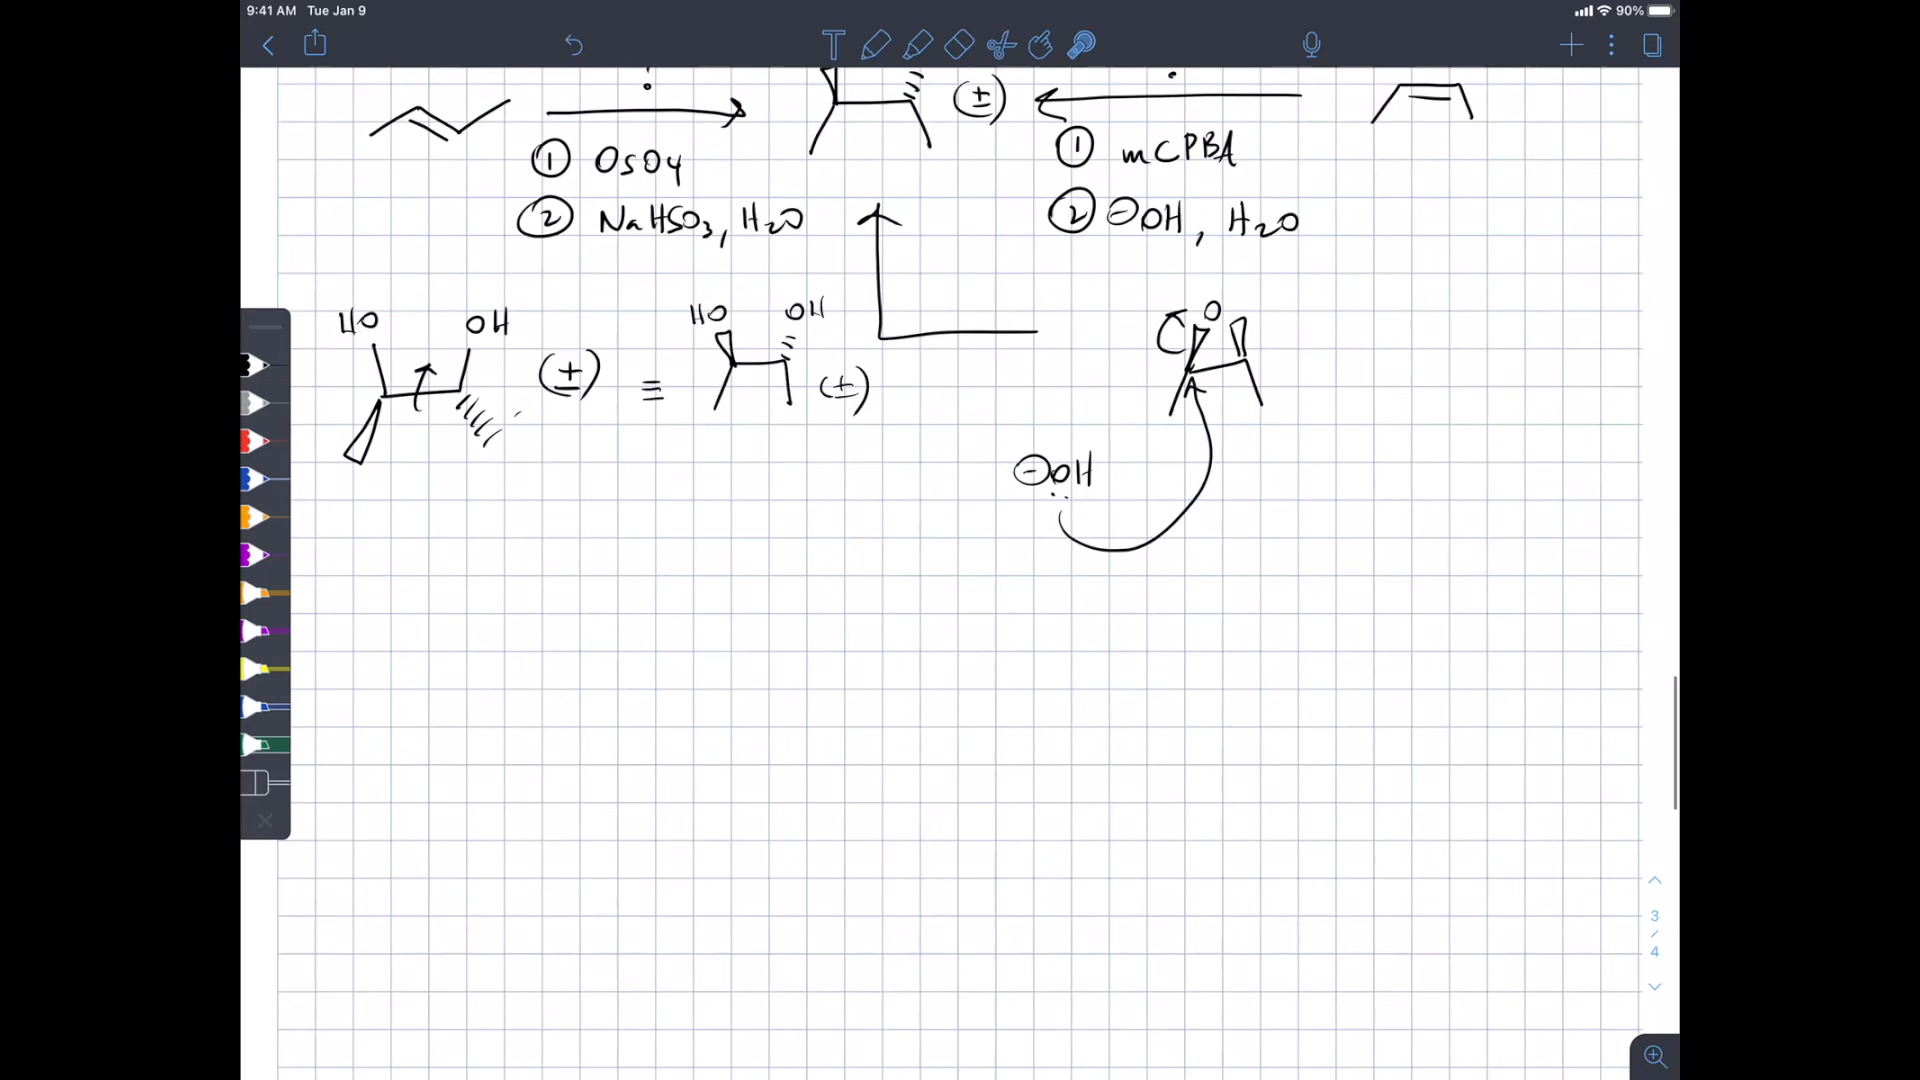 9:41 AM Tue Jan 9
90%
T
(±)
① OsO4
② NaHSO3, H2O
① mCPBA
② ⊖OH, H2O
HO OH (±) ≡ HO OH (±)
O
⊖OH
3
/
4